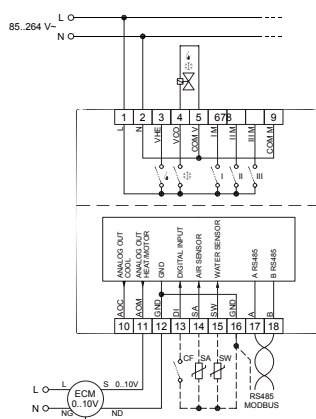 L
85..264 V~
N
1 2 3 4 5 678 9
L
N
VHE
VCO
COM V
I M
II M
III M
COM M
I II III
ANALOG OUT COOL
ANALOG OUT HEAT/MOTOR
GND
DIGITAL INPUT
AIR SENSOR
WATER SENSOR
A RS485
B RS485
AOC
AOM
GND
DI
SA
SW
GND
A
B
10 11 12 13 14 15 16 17 18
CF SA SW
L L S 0..10V
ECM
0..10V
N NG ND
RS485
MODBUS